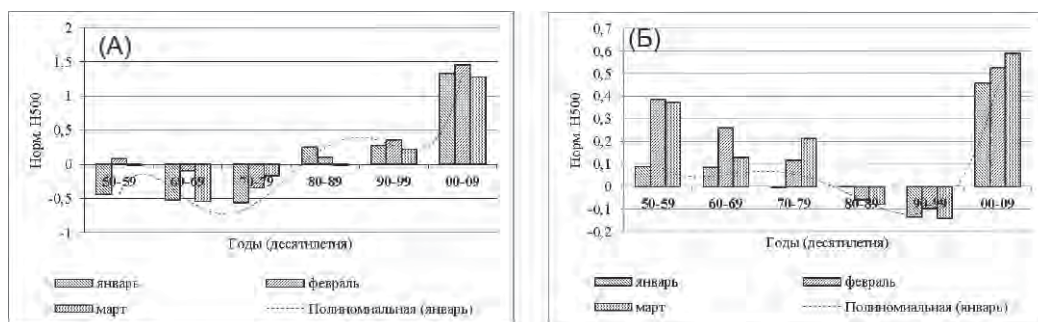 (А)
2
1,5
1
0,5
0
-0,5
-1
Норм. H500
50-59 60-69 70-79 80-89 90-99 00-09
Годы (десятилетия)
январь февраль
март Полиномиальная (январь)
(Б)
0,7
0,6
0,5
0,4
0,3
0,2
0,1
0
-0,1
-0,2
Норм. H500
50-59 60-69 70-79 80-89 90-99 00-09
Годы (десятилетия)
январь февраль
март Полиномиальная (январь)